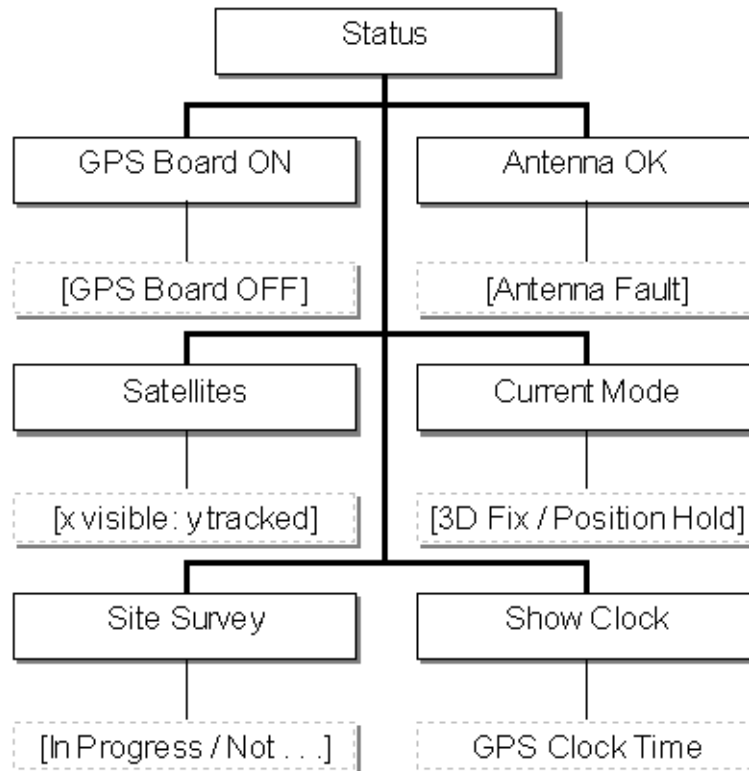 Status
GPS Board ON
Antenna OK
[GPS Board OFF]
[Antenna Fault]
Satellites
Current Mode
[x visible: y tracked]
[3D Fix / Position Hold]
Site Survey
Show Clock
[In Progress / Not . . .]
GPS Clock Time